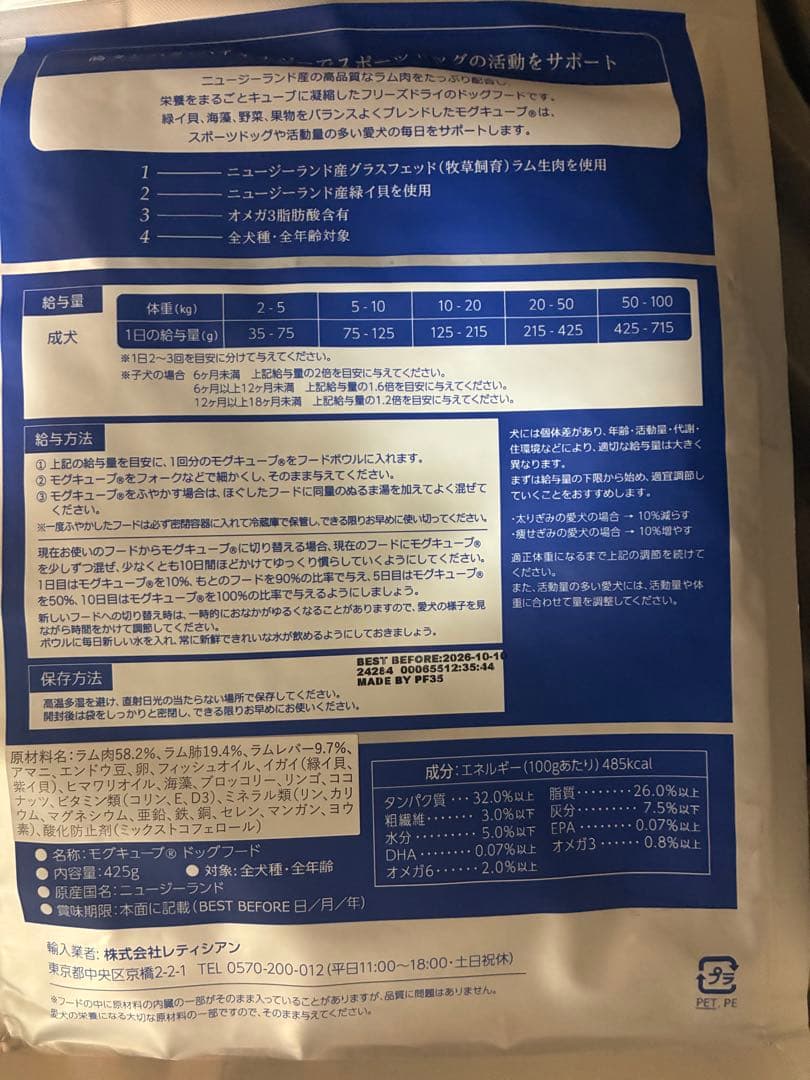 でスポーツドッグの活動をサポート
ニュージーランド産の高品質なラム肉をたっぷり配合し、
栄養をまるごとキューブに凝縮したフリーズドライのドッグフードです。
緑イ貝、海藻、野菜、果物をバランスよくブレンドしたモグキューブ®は、
スポーツドッグや活動量の多い愛犬の毎日をサポートします。
1 ニュージーランド産グラスフェッド（牧草飼育）ラム生肉を使用
2 ニュージーランド産緑イ貝を使用
3 オメガ3脂肪酸含有
4 全犬種・全年齢対象
給与量
体重(kg) 2-5 5-10 10-20 20-50 50-100
成犬 1日の給与量(g) 35-75 75-125 125-215 215-425 425-715
※1日2〜3回を目安に分けて与えてください。
※子犬の場合 6ヶ月未満 上記給与量の2倍を目安に与えてください。
6ヶ月以上12ヶ月未満 上記給与量の1.6倍を目安に与えてください。
12ヶ月以上18ヶ月未満 上記給与量の1.2倍を目安に与えてください。
給与方法
① 上記の給与量を目安に、1回分のモグキューブ®をフードボウルに入れます。
② モグキューブ®をフォークなどで細かくし、そのまま与えてください。
③ モグキューブ®をふやかす場合は、ほぐしたフードに同量のぬるま湯を加えてよく混ぜて
ください。
※一度ふやかしたフードは必ず密閉容器に入れて冷蔵庫で保管し、できる限りお早めに使い切ってください。
現在お使いのフードからモグキューブ®に切り替える場合、現在のフードにモグキューブ®
を少しずつ混ぜ、少なくとも10日間ほどかけてゆっくり慣らしていくようにしてください。
1日目はモグキューブ®を10%、もとのフードを90%の比率で与え、5日目はモグキューブ®
を50%、10日目はモグキューブ®を100%の比率で与えるようにしましょう。
新しいフードへの切り替え時は、一時的におなかがゆるくなることがありますので、愛犬の様子を見
ながら時間をかけて調節してください。
ボウルに毎日新しい水を入れ、常に新鮮できれいな水が飲めるようにしておきましょう。
犬には個体差があり、年齢・活動量・代謝・
住環境などにより、適切な給与量は大きく
異なります。
まずは給与量の下限から始め、適宜調節し
ていくことをおすすめします。
・太りぎみの愛犬の場合 → 10%減らす
・痩せぎみの愛犬の場合 → 10%増やす
適正体重になるまで上記の調節を続けて
ください。
また、活動量の多い愛犬には、活動量や体
重に合わせて量を調整してください。
保存方法
高温多湿を避け、直射日光の当たらない場所で保存してください。
開封後は袋をしっかりと密閉し、できる限りお早めにお使いください。
BEST BEFORE:2026-10-10
24284 00065512:35:44
MADE BY PF35
原材料名：ラム肉58.2%、ラム肺19.4%、ラムレバー9.7%、
アマニ、エンドウ豆、卵、フィッシュオイル、イガイ（緑イ貝、
紫イ貝）、ヒマワリオイル、海藻、ブロッコリー、リンゴ、ココ
ナッツ、ビタミン類（コリン、E、D3）、ミネラル類（リン、カリ
ウム、マグネシウム、亜鉛、鉄、銅、セレン、マンガン、ヨウ
素）、酸化防止剤（ミックストコフェロール）
● 名称：モグキューブ® ドッグフード
● 内容量：425g ● 対象：全犬種・全年齢
● 原産国名：ニュージーランド
● 賞味期限：本面に記載（BEST BEFORE 日／月／年）
成分：エネルギー（100gあたり）485kcal
タンパク質・・・32.0%以上 脂質・・・・・・・・26.0%以上
粗繊維・・・・・・・3.0%以下 灰分・・・・・・・・・7.5%以下
水分・・・・・・・・・5.0%以下 EPA・・・・・・・・0.07%以上
DHA・・・・・・・0.07%以上 オメガ3・・・・・・0.8%以上
オメガ6・・・・・・2.0%以上
輸入業者：株式会社レティシアン
東京都中央区京橋2-2-1 TEL 0570-200-012（平日11:00〜18:00・土日祝休）
※フードの中に原材料の内臓の一部がそのまま入っていることがありますが、品質に問題はありません。
愛犬の栄養になる大切な原材料の一部ですので、そのまま与えてください。
プラ
PET, PE